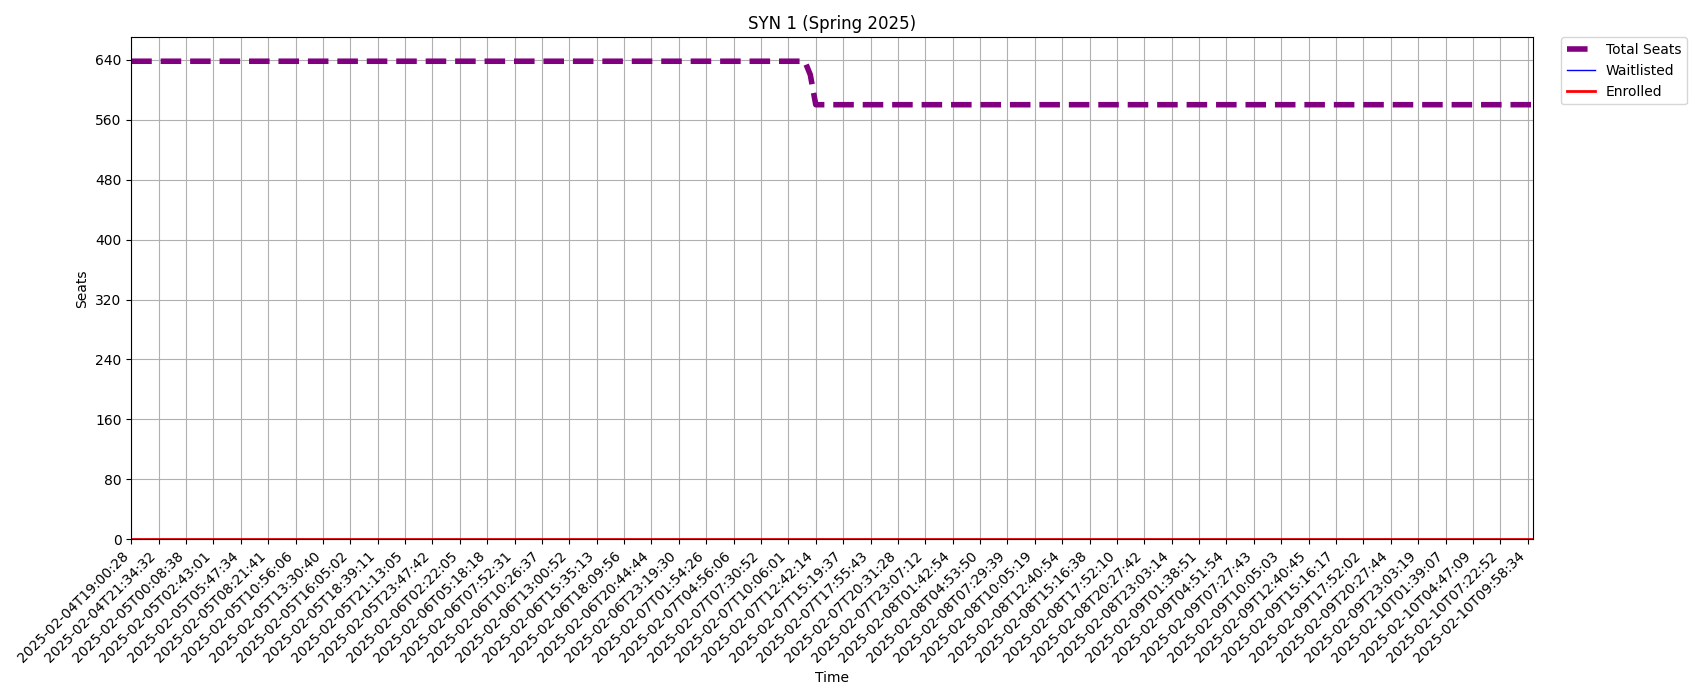 SYN 1 (Spring 2025)
Total Seats
Waitlisted
Enrolled
Seats
640
560
480
400
320
240
160
80
0
2025-02-04T19:00:28
2025-02-04T21:34:32
2025-02-05T00:08:38
2025-02-05T02:43:01
2025-02-05T05:47:34
2025-02-05T08:21:41
2025-02-05T10:56:06
2025-02-05T13:30:40
2025-02-05T16:05:02
2025-02-05T18:39:11
2025-02-05T21:13:05
2025-02-05T23:47:42
2025-02-06T02:22:05
2025-02-06T05:18:18
2025-02-06T07:52:31
2025-02-06T10:26:37
2025-02-06T13:00:52
2025-02-06T15:35:13
2025-02-06T18:09:56
2025-02-06T20:44:44
2025-02-06T23:19:30
2025-02-07T01:54:26
2025-02-07T04:56:06
2025-02-07T07:30:52
2025-02-07T10:06:01
2025-02-07T12:42:14
2025-02-07T15:19:37
2025-02-07T17:55:43
2025-02-07T20:31:28
2025-02-07T23:07:12
2025-02-08T01:42:54
2025-02-08T04:53:50
2025-02-08T07:29:39
2025-02-08T10:05:19
2025-02-08T12:40:54
2025-02-08T15:16:38
2025-02-08T17:52:10
2025-02-08T20:27:42
2025-02-08T23:03:14
2025-02-09T01:38:51
2025-02-09T04:51:54
2025-02-09T07:27:43
2025-02-09T10:05:03
2025-02-09T12:40:45
2025-02-09T15:16:17
2025-02-09T17:52:02
2025-02-09T20:27:44
2025-02-09T23:03:19
2025-02-10T01:39:07
2025-02-10T04:47:09
2025-02-10T07:22:52
2025-02-10T09:58:34
Time